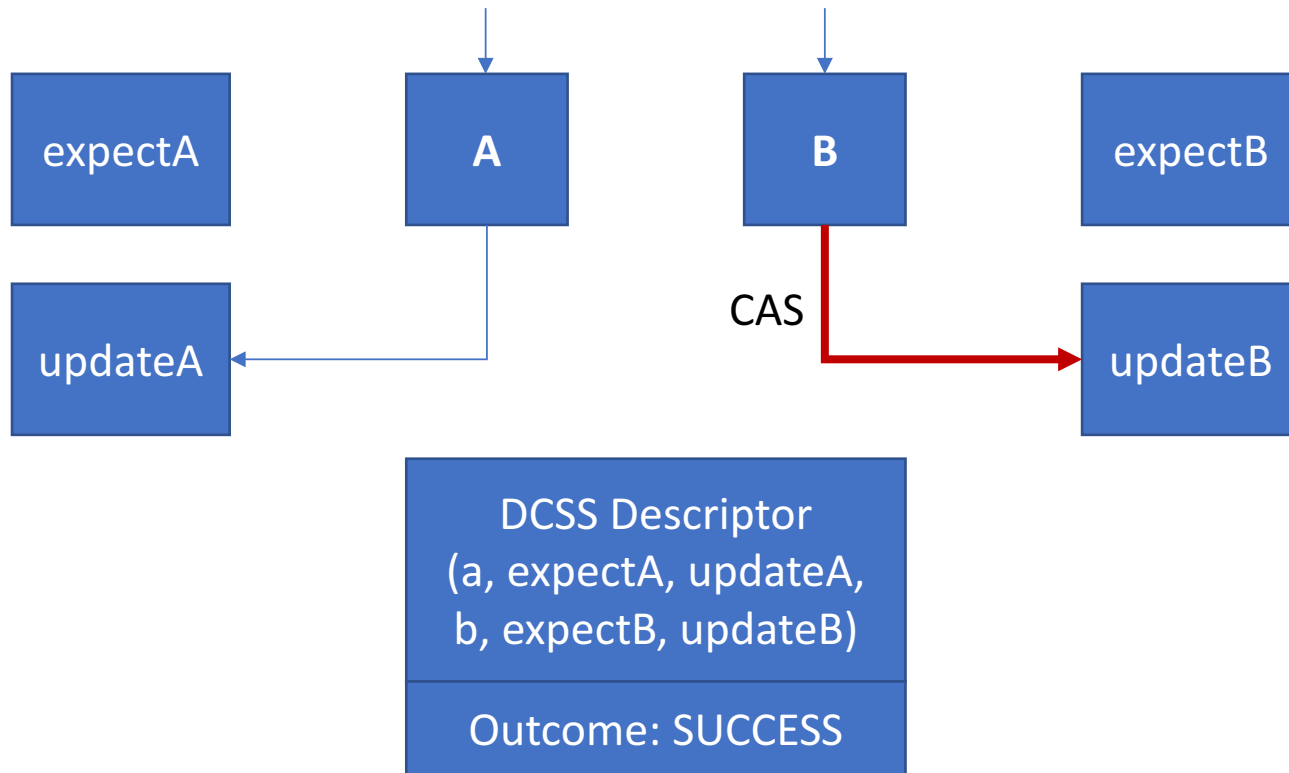 expectA
A
B
expectB
updateA
CAS
updateB
DCSS Descriptor
(a, expectA, updateA,
b, expectB, updateB)
Outcome: SUCCESS